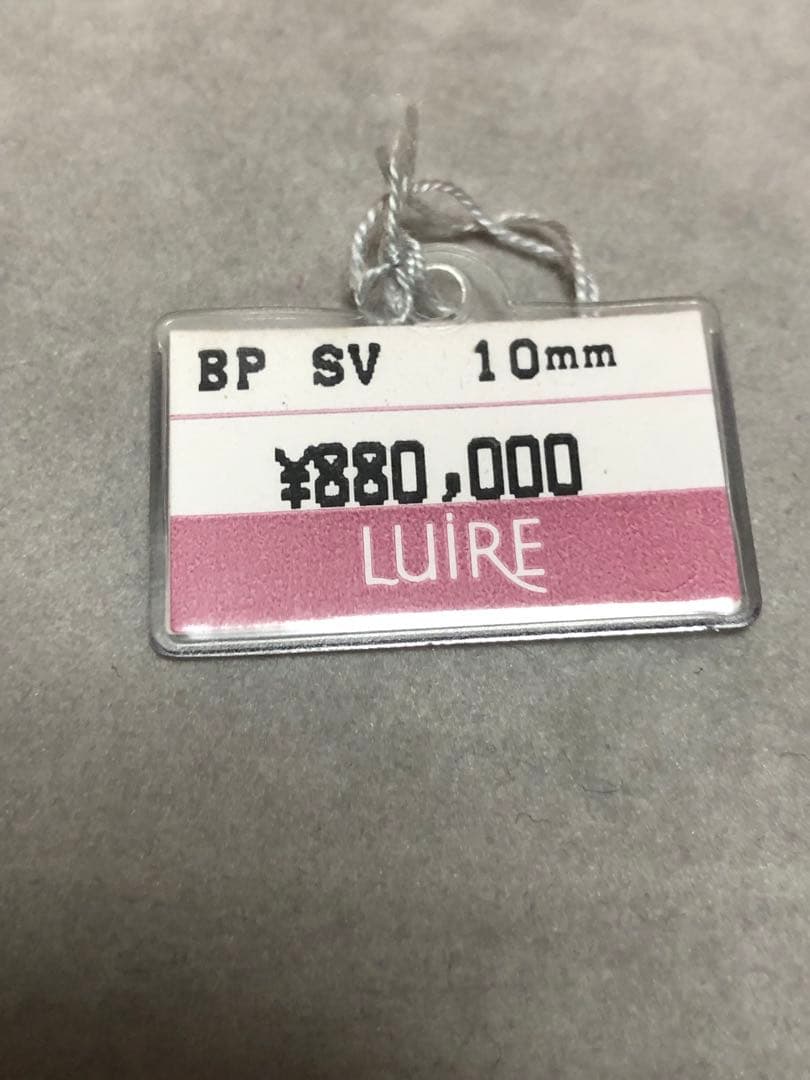 BP SV 10mm
¥880,000
LUiRE